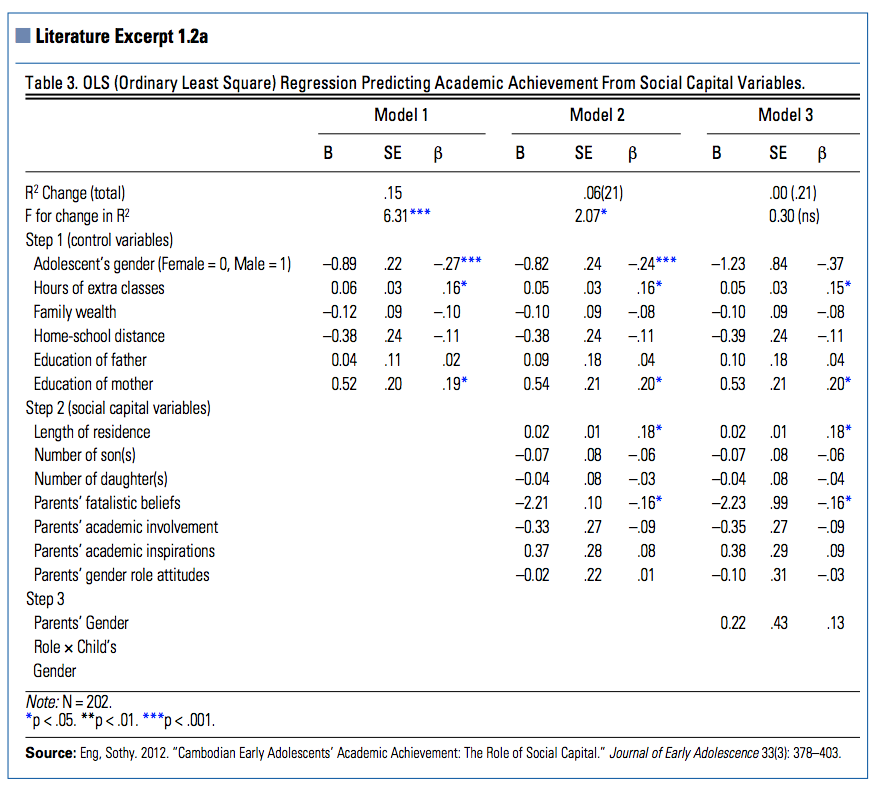 Literature Excerpt 1.2a
Table 3. OLS (Ordinary Least Square) Regression Predicting Academic Achievement From Social Capital Variables.
Model 1 Model 2 Model 3
B SE β B SE β B SE β
R² Change (total) .15 .06(21) .00 (.21)
F for change in R² 6.31*** 2.07* 0.30 (ns)
Step 1 (control variables)
Adolescent's gender (Female = 0, Male = 1) –0.89 .22 –.27*** –0.82 .24 –.24*** –1.23 .84 –.37
Hours of extra classes 0.06 .03 .16* 0.05 .03 .16* 0.05 .03 .15*
Family wealth –0.12 .09 –.10 –0.10 .09 –.08 –0.10 .09 –.08
Home-school distance –0.38 .24 –.11 –0.38 .24 –.11 –0.39 .24 –.11
Education of father 0.04 .11 .02 0.09 .18 .04 0.10 .18 .04
Education of mother 0.52 .20 .19* 0.54 .21 .20* 0.53 .21 .20*
Step 2 (social capital variables)
Length of residence 0.02 .01 .18* 0.02 .01 .18*
Number of son(s) –0.07 .08 –.06 –0.07 .08 –.06
Number of daughter(s) –0.04 .08 –.03 –0.04 .08 –.04
Parents' fatalistic beliefs –2.21 .10 –.16* –2.23 .99 –.16*
Parents' academic involvement –0.33 .27 –.09 –0.35 .27 –.09
Parents' academic inspirations 0.37 .28 .08 0.38 .29 .09
Parents' gender role attitudes –0.02 .22 .01 –0.10 .31 –.03
Step 3
Parents' Gender 0.22 .43 .13
Role × Child's
Gender
Note: N = 202.
*p < .05. **p < .01. ***p < .001.
Source: Eng, Sothy. 2012. "Cambodian Early Adolescents' Academic Achievement: The Role of Social Capital." Journal of Early Adolescence 33(3): 378–403.